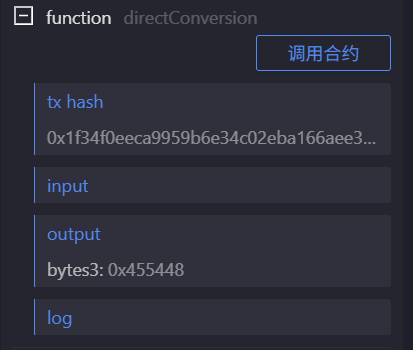 function directConversion
调用合约
tx hash
0x1f34f0eeca9959b6e34c02eba166aee3...
input
output
bytes3: 0x455448
log